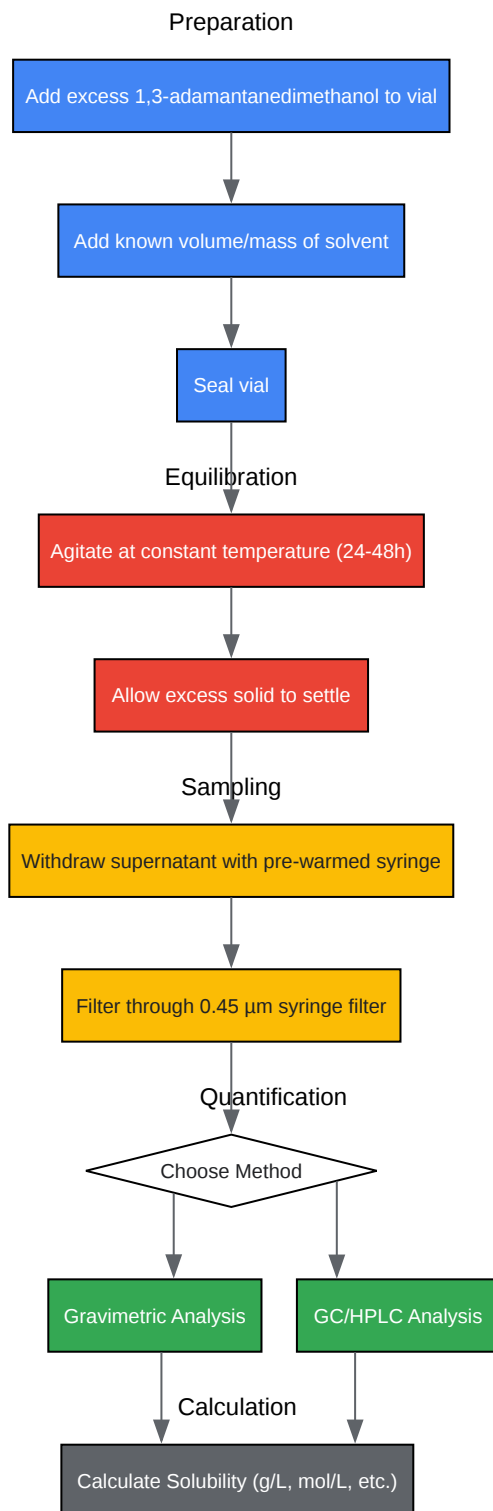 Preparation
Add excess 1,3-adamantanedimethanol to vial
Add known volume/mass of solvent
Seal vial
Equilibration
Agitate at constant temperature (24-48h)
Allow excess solid to settle
Sampling
Withdraw supernatant with pre-warmed syringe
Filter through 0.45 µm syringe filter
Quantification
Choose Method
Gravimetric Analysis
GC/HPLC Analysis
Calculation
Calculate Solubility (g/L, mol/L, etc.)